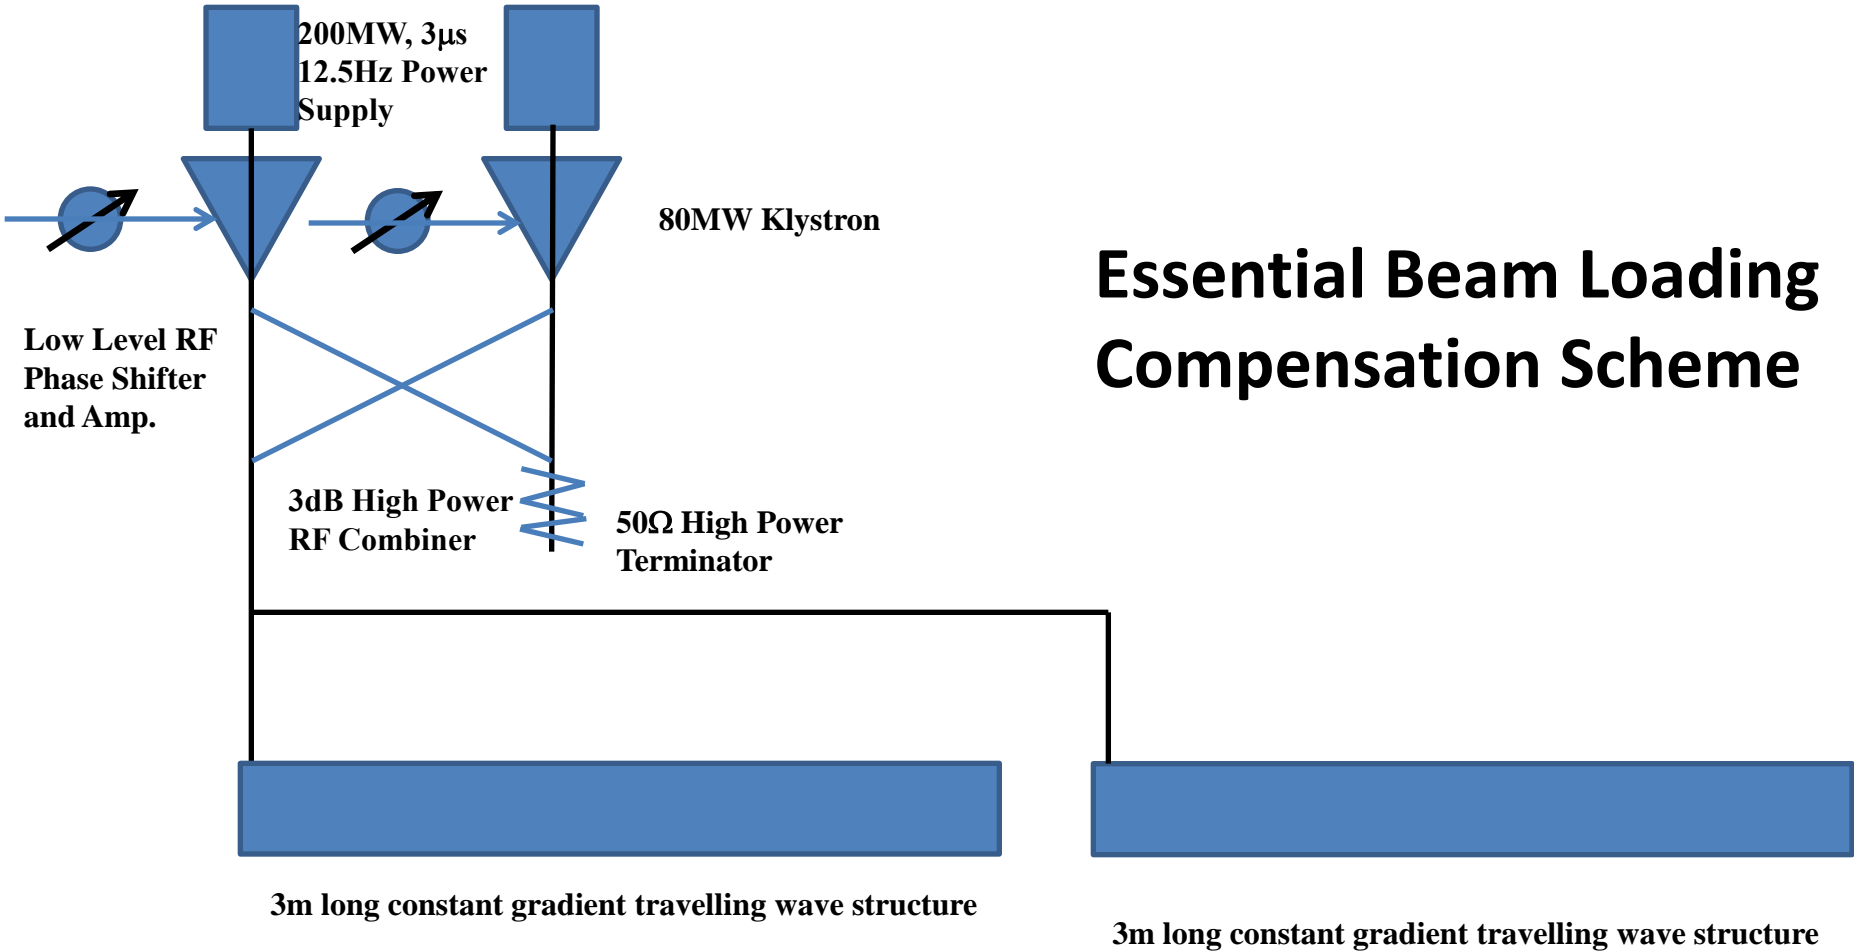 200MW, 3μs
12.5Hz Power
Supply
80MW Klystron
Essential Beam Loading
Compensation Scheme
Low Level RF
Phase Shifter
and Amp.
3dB High Power
RF Combiner
50Ω High Power
Terminator
3m long constant gradient travelling wave structure
3m long constant gradient travelling wave structure